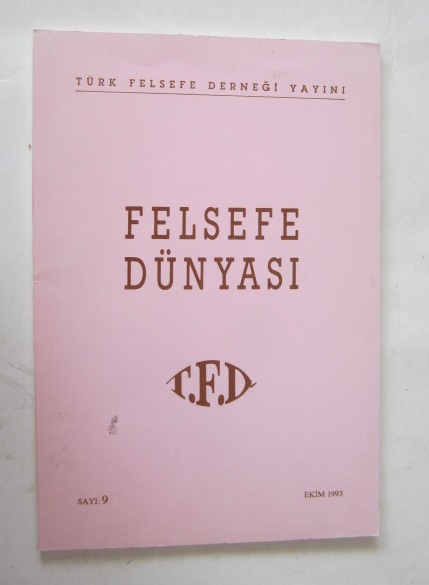 TÜRK FELSEFE DERNEĞİ YAYINI
FELSEFE
DÜNYASI
T.F.D
SAYI: 9
EKİM 1993